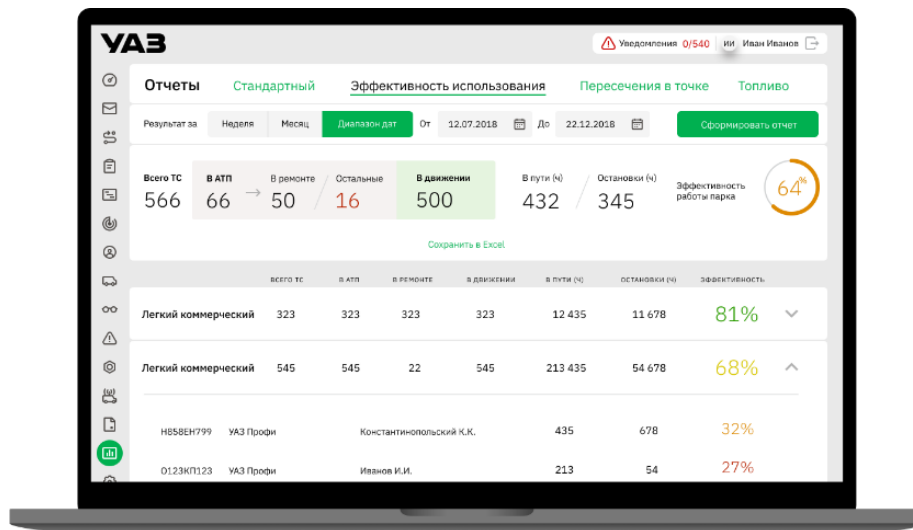 УАЗ
Уведомления 0/540 ИИ Иван Иванов
Отчеты Стандартный Эффективность использования Пересечения в точке Топливо
Результат за Неделя Месяц Диапазон дат От 12.07.2018 До 22.12.2018 Сформировать отчет
Всего ТС В АТП В ремонте Остальные В движении В пути (ч) Остановки (ч) Эффективность работы парка
566 66 → 50 / 16 500 432 / 345 64%
Сохранить в Excel
ВСЕГО ТС В АТП В РЕМОНТЕ В ДВИЖЕНИИ В ПУТИ (Ч) ОСТАНОВКИ (Ч) ЭФФЕКТИВНОСТЬ
Легкий коммерческий 323 323 323 323 12 435 11 678 81%
Легкий коммерческий 545 545 22 545 213 435 54 678 68%
Н858ЕН799 УАЗ Профи Константинопольский К.К. 435 678 32%
О123КП123 УАЗ Профи Иванов И.И. 213 54 27%